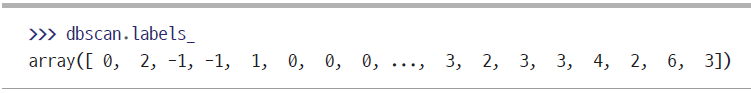 >>> dbscan.labels_
array([ 0,  2, -1, -1,  1,  0,  0,  0, ...,  3,  2,  3,  3,  4,  2,  6,  3])